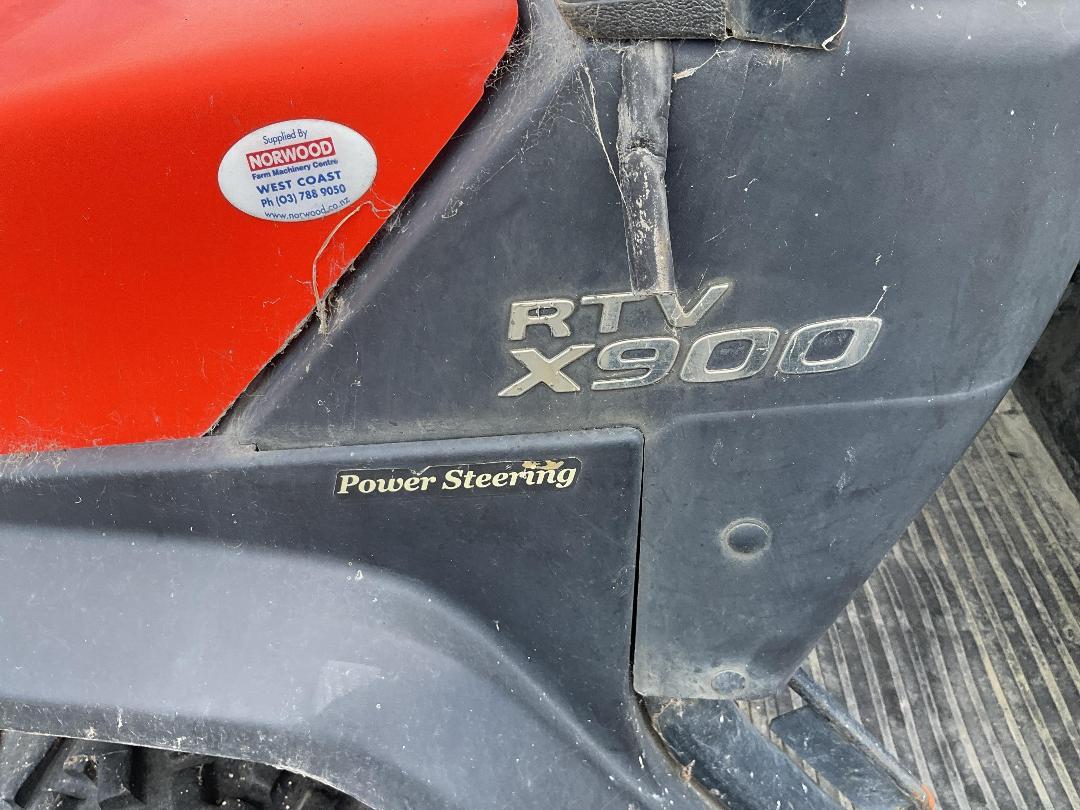 Supplied By
NORWOOD
Farm Machinery Centre
WEST COAST
Ph (03) 788 9050
www.norwood.co.nz
RTV
X900
Power Steering